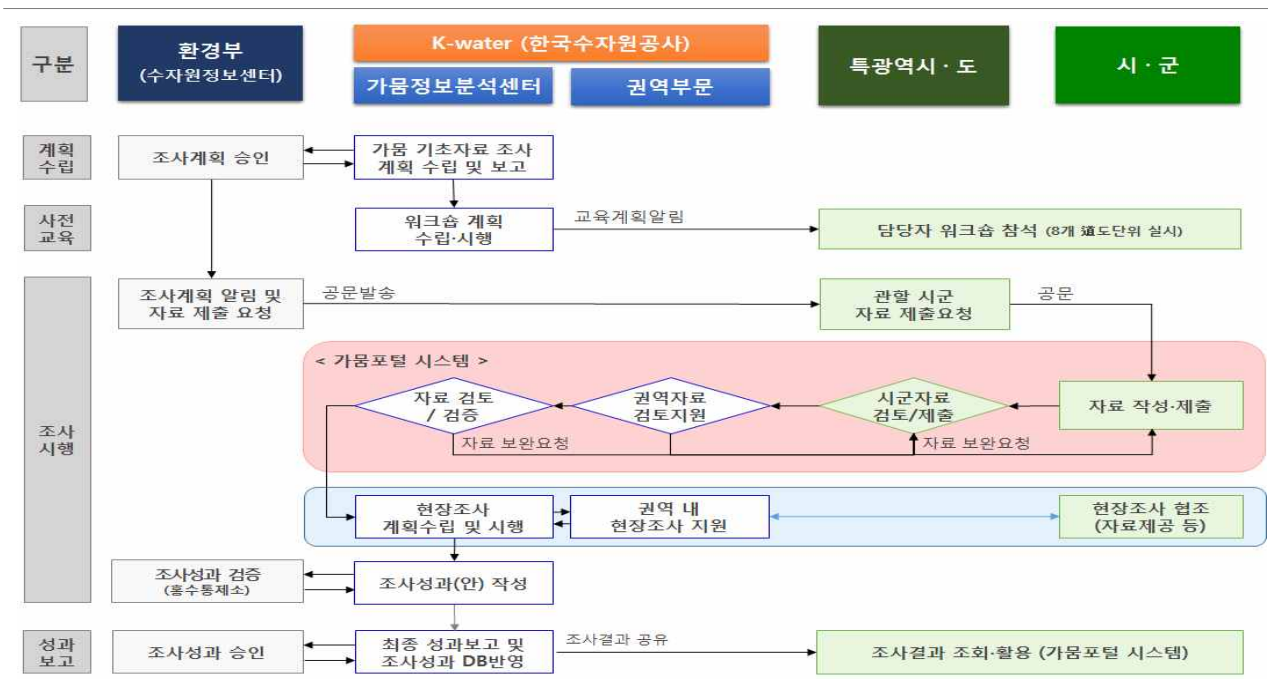 구분
환경부
(수자원정보센터)
K-water (한국수자원공사)
가뭄정보분석센터
권역부문
특광역시·도
시·군
계획
수립
조사계획 승인
가뭄 기초자료 조사
계획 수립 및 보고
사전
교육
워크숍 계획
수립·시행
교육계획알림
담당자 워크숍 참석 (8개 道도단위 실시)
조사
시행
조사계획 알림 및
자료 제출 요청
공문발송
관할 시군
자료 제출요청
공문
< 가뭄포털 시스템 >
자료 검토
/ 검증
권역자료
검토지원
시군자료
검토/제출
자료 작성·제출
자료 보완요청
자료 보완요청
현장조사
계획수립 및 시행
권역 내
현장조사 지원
현장조사 협조
(자료제공 등)
조사성과 검증
(홍수통제소)
조사성과(안) 작성
성과
보고
조사성과 승인
최종 성과보고 및
조사성과 DB반영
조사결과 공유
조사결과 조회·활용 (가뭄포털 시스템)